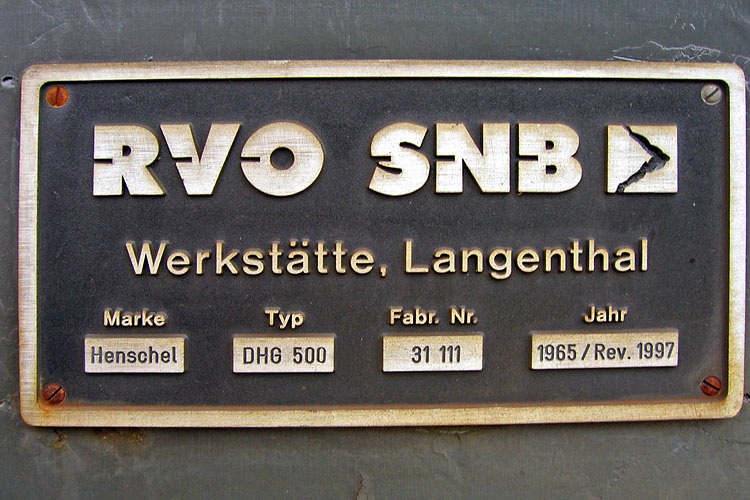 RVO SNB
Werkstätte, Langenthal
Marke Typ Fabr. Nr. Jahr
Henschel DHG 500 31 111 1965/Rev. 1997